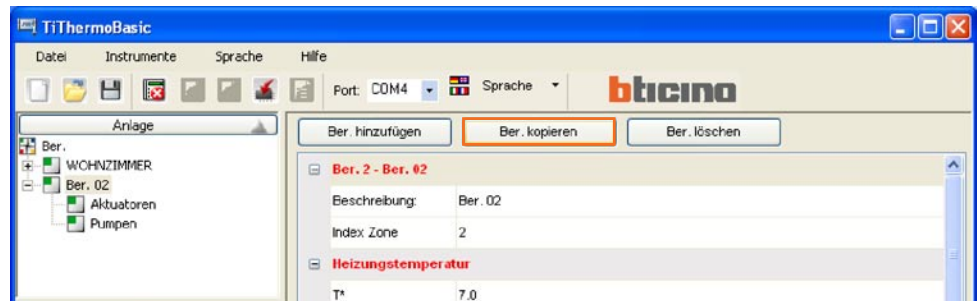 TiThermoBasic
Datei Instrumente Sprache Hilfe
Port: COM4 Sprache bticino
Anlage
Ber. hinzufügen Ber. kopieren Ber. löschen
Ber.
WOHNZIMMER
Ber. 02
Aktuatoren
Pumpen
Ber. 2 - Ber. 02
Beschreibung: Ber. 02
Index Zone 2
Heizungstemperatur
T* 7.0